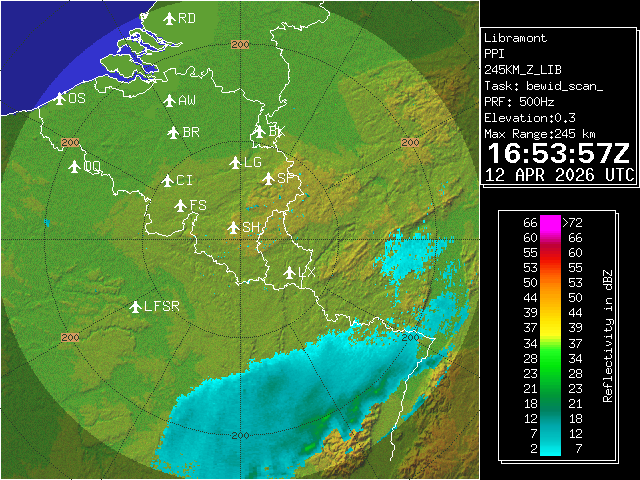 RD
200
OS
AW
BR
BK
200
200
OQ
LG
CI
SP
FS
SH
LX
LFSR
200
200
200
Libramont
PPI
245KM_Z_LIB
Task: bewid_scan_
PRF: 500Hz
Elevation:0.3
Max Range:245 km
16:53:57Z
12 APR 2026 UTC
66 >72
60 66
55 60
53 55
50 53
44 50
39 44
37 39
34 37
28 34
23 28
21 23
18 21
12 18
7 12
2 7
Reflectivity in dBZ